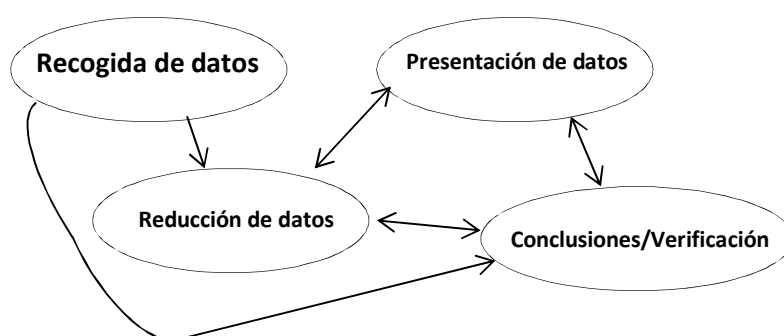 Recogida de datos
Presentación de datos
Reducción de datos
Conclusiones/Verificación